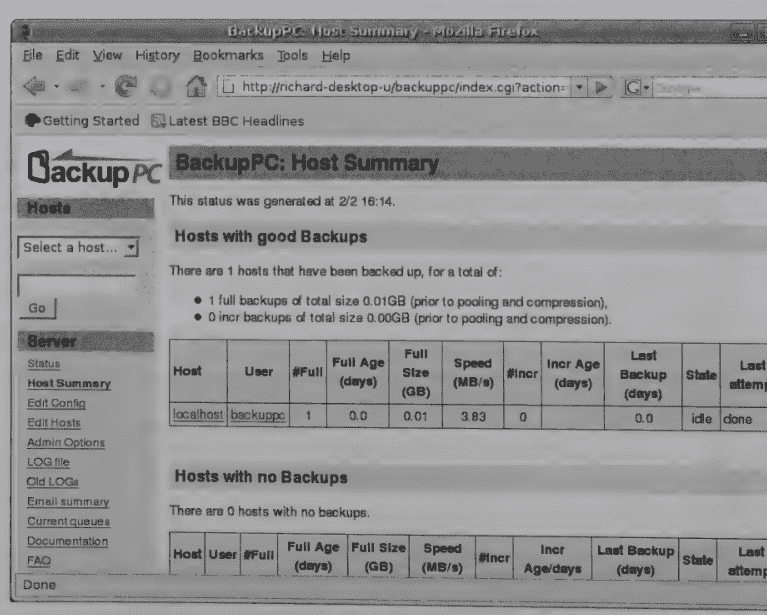 BackupPC: Host Summary - Mozilla Firefox
File Edit View History Bookmarks Tools Help
http://richard-desktop-u/backuppc/index.cgi?action=
G
Getting Started Latest BBC Headlines
BackupPC
Hosts
Select a host...
Go
Server
Status
Host Summary
Edit Config
Edit Hosts
Admin Options
LOG file
Old LOGs
Email summary
Current queues
Documentation
FAQ
BackupPC: Host Summary
This status was generated at 2/2 16:14.
Hosts with good Backups
There are 1 hosts that have been backed up, for a total of:
● 1 full backups of total size 0.01GB (prior to pooling and compression),
● 0 incr backups of total size 0.00GB (prior to pooling and compression).
Host User #Full Full Age (days) Full Size (GB) Speed (MB/s) #Incr Incr Age (days) Last Backup (days) State Last attemp
localhost backuppc 1 0.0 0.01 3.83 0 0.0 idle done
Hosts with no Backups
There are 0 hosts with no backups.
Host User #Full Full Age (days) Full Size (GB) Speed (MB/s) #Incr Incr Age/days Last Backup (days) State Last attemp
Done